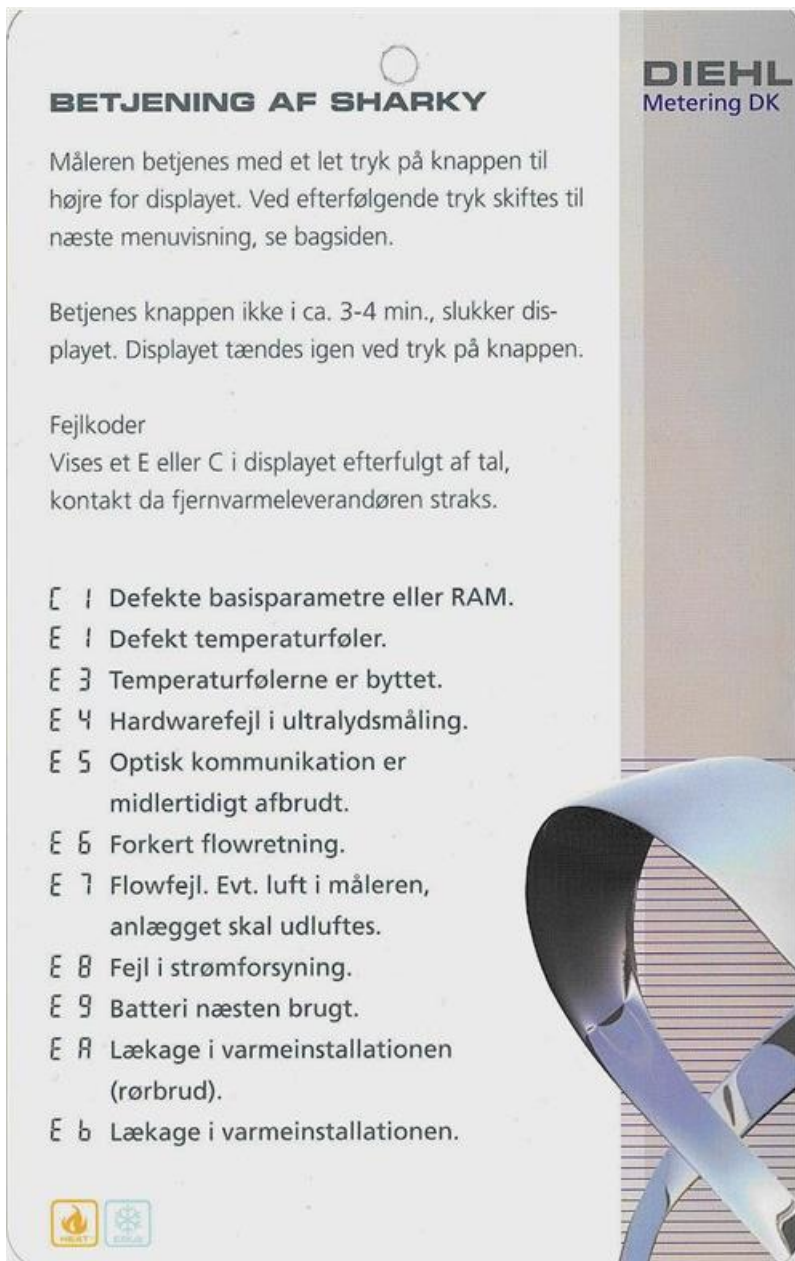 BETJENING AF SHARKY
DIEHL
Metering DK
Måleren betjenes med et let tryk på knappen til
højre for displayet. Ved efterfølgende tryk skiftes til
næste menuvisning, se bagsiden.
Betjenes knappen ikke i ca. 3-4 min., slukker dis-
playet. Displayet tændes igen ved tryk på knappen.
Fejlkoder
Vises et E eller C i displayet efterfulgt af tal,
kontakt da fjernvarmeleverandøren straks.
C 1 Defekte basisparametre eller RAM.
E 1 Defekt temperaturføler.
E 3 Temperaturfølerne er byttet.
E 4 Hardwarefejl i ultralydsmåling.
E 5 Optisk kommunikation er
midlertidigt afbrudt.
E 6 Forkert flowretning.
E 7 Flowfejl. Evt. luft i måleren,
anlægget skal udluftes.
E 8 Fejl i strømforsyning.
E 9 Batteri næsten brugt.
E A Lækage i varmeinstallationen
(rørbrud).
E b Lækage i varmeinstallationen.
HEAT COLD